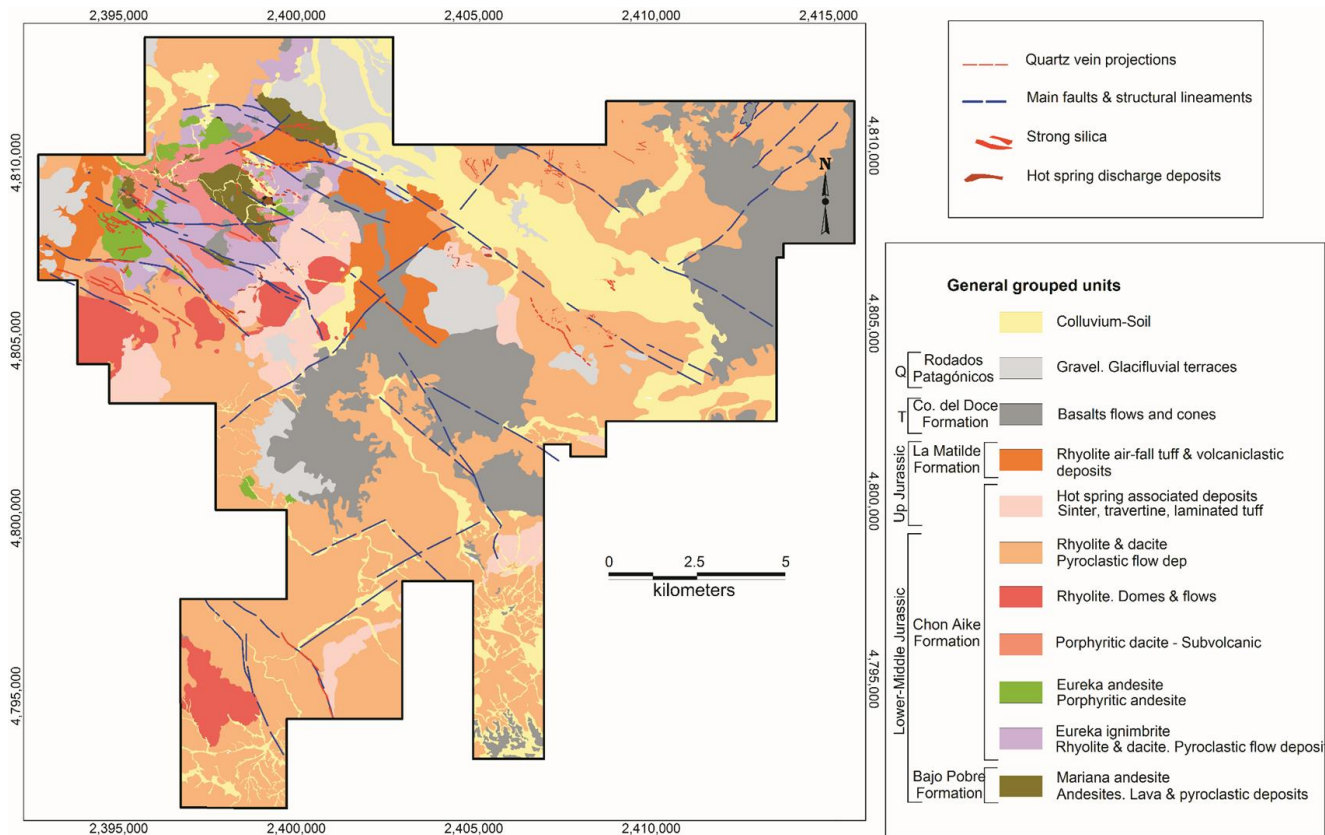 2,395,000
2,400,000
2,405,000
2,410,000
2,415,000
4,810,000
4,805,000
4,800,000
4,795,000
4,810,000
4,805,000
4,800,000
4,795,000
N
0
2.5
5
kilometers
2,395,000
2,400,000
2,405,000
2,410,000
Quartz vein projections
Main faults & structural lineaments
Strong silica
Hot spring discharge deposits
General grouped units
Colluvium-Soil
Q
Rodados
Patagónicos
Gravel. Glacifluvial terraces
T
Co. del Doce
Formation
Basalts flows and cones
Up Jurassic
La Matilde
Formation
Rhyolite air-fall tuff & volcaniclastic
deposits
Hot spring associated deposits
Sinter, travertine, laminated tuff
Lower-Middle Jurassic
Chon Aike
Formation
Rhyolite & dacite
Pyroclastic flow dep
Rhyolite. Domes & flows
Porphyritic dacite - Subvolcanic
Eureka andesite
Porphyritic andesite
Eureka ignimbrite
Rhyolite & dacite. Pyroclastic flow deposit
Bajo Pobre
Formation
Mariana andesite
Andesites. Lava & pyroclastic deposits